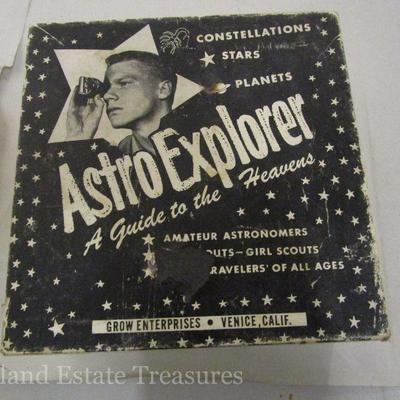 CONSTELLATIONS
STARS
PLANETS
Astro Explorer
A Guide to the Heavens
AMATEUR ASTRONOMERS
OUTS—GIRL SCOUTS
RAVELERS' OF ALL AGES
GROW ENTERPRISES • VENICE, CALIF.
land Estate Treasures